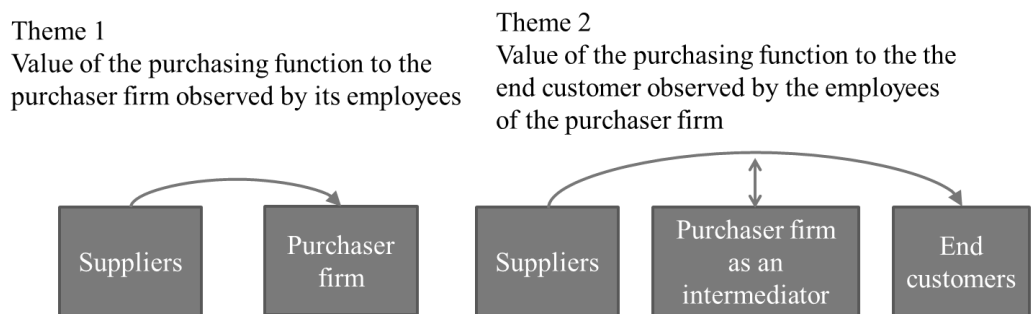 Theme 1
Value of the purchasing function to the
purchaser firm observed by its employees
Theme 2
Value of the purchasing function to the the
end customer observed by the employees
of the purchaser firm
Suppliers
Purchaser
firm
Suppliers
Purchaser firm
as an
intermediator
End
customers